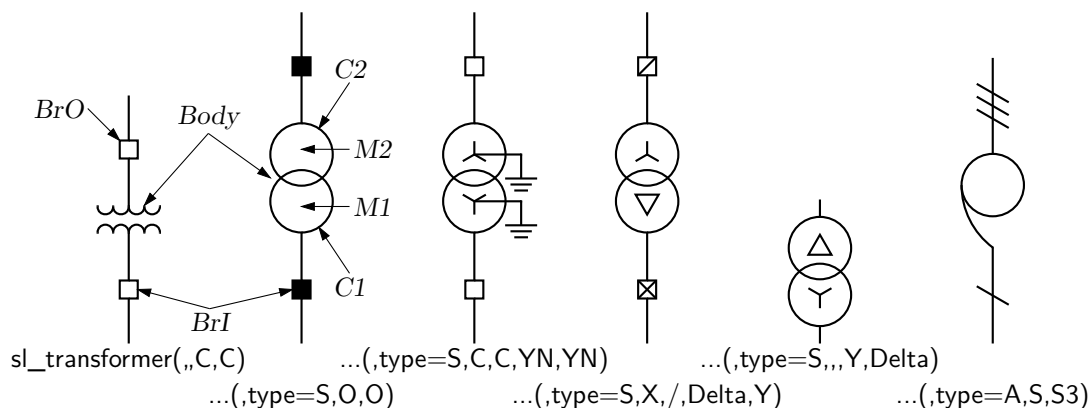 C2
BrO
Body
M2
M1
C1
BrI
sl_transformer(,,C,C)
...(,type=S,C,C,YN,YN)
...(,type=S,,,Y,Delta)
...(,type=S,O,O)
...(,type=S,X,/,Delta,Y)
...(,type=A,S,S3)